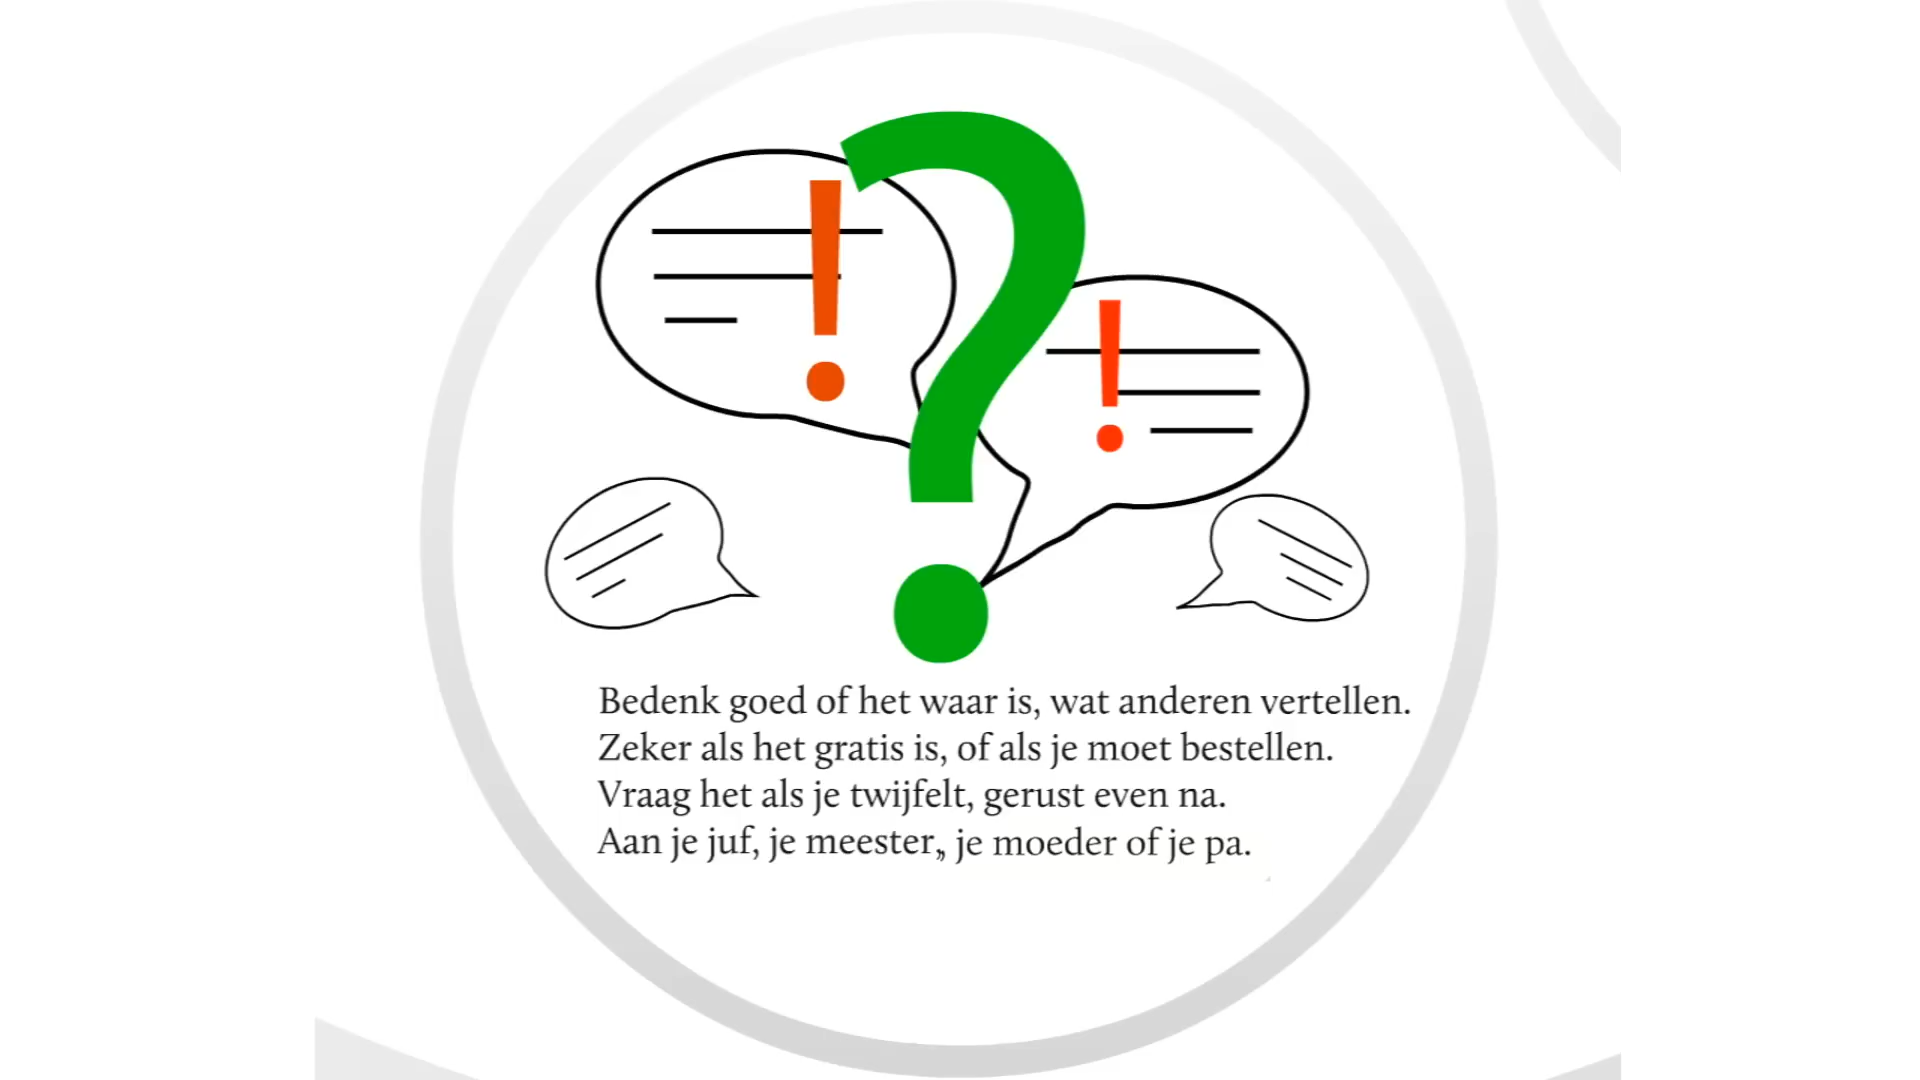 Bedenk goed of het waar is, wat anderen vertellen.
Zeker als het gratis is, of als je moet bestellen.
Vraag het als je twijfelt, gerust even na.
Aan je juf, je meester,, je moeder of je pa.